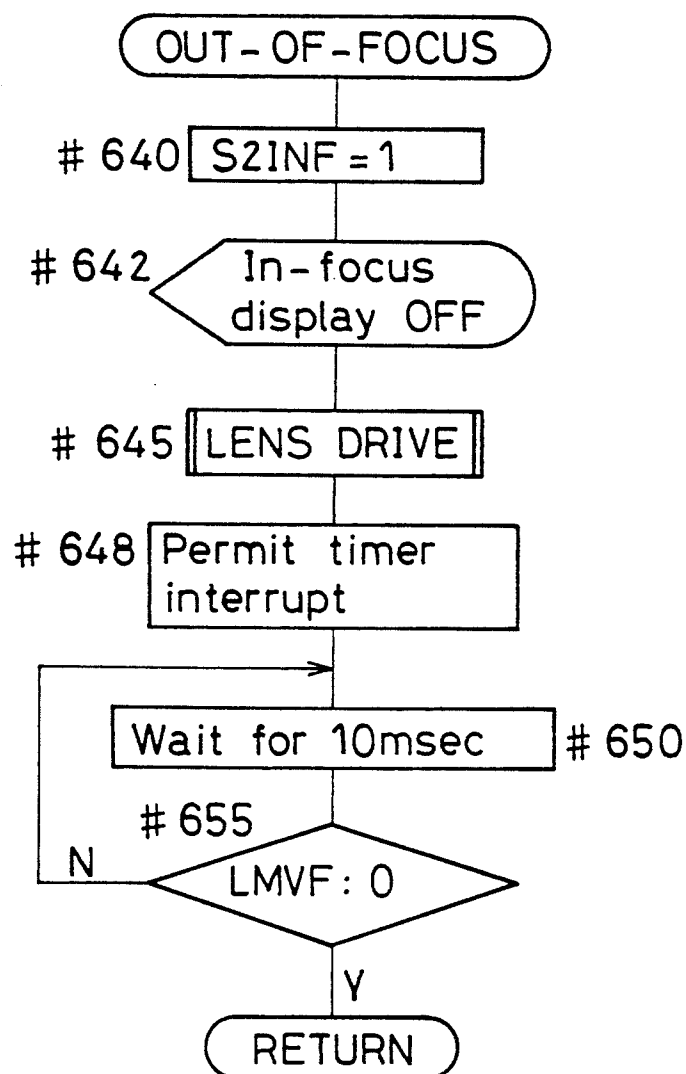 OUT-OF-FOCUS
# 640 S2INF = 1
# 642 In-focus
display OFF
# 645 LENS DRIVE
# 648 Permit timer
interrupt
Wait for 10msec # 650
# 655
N LMVF : 0
Y
RETURN